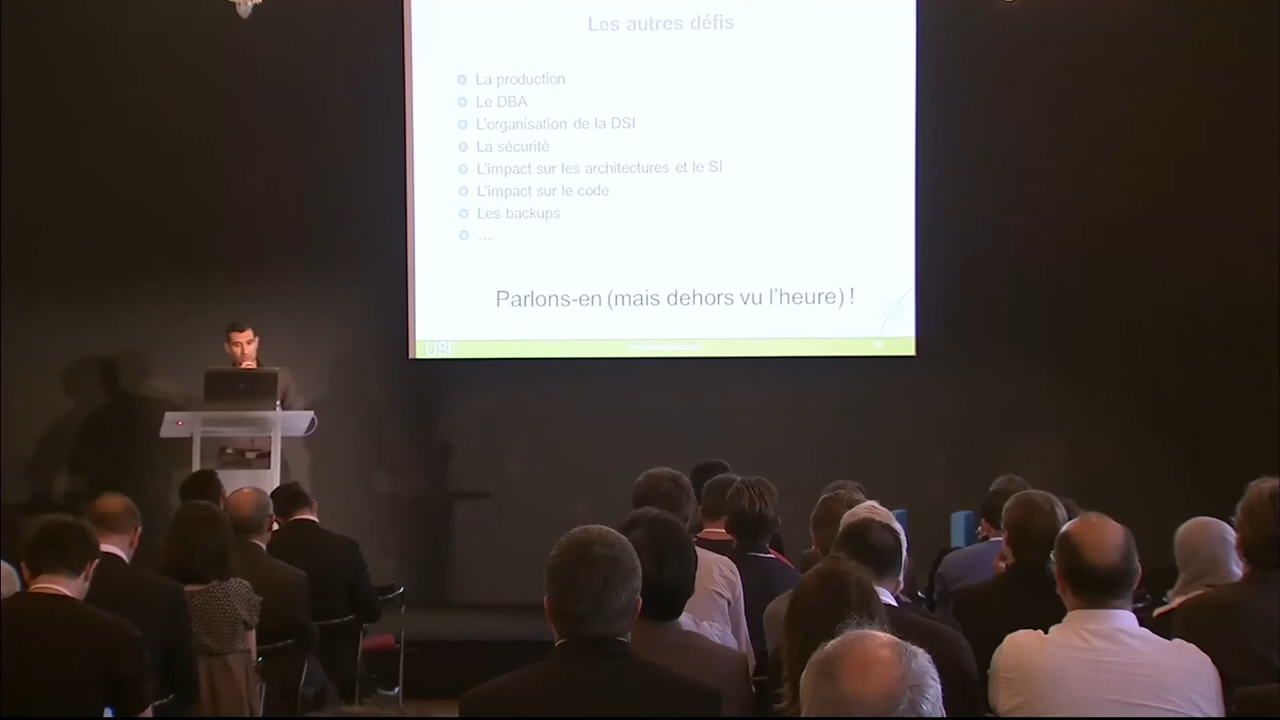 Les autres défis
La production
Le DBA
L'organisation de la DSI
La sécurité
L'impact sur les architectures et le SI
L'impact sur le code
Les backups
...
Parlons-en (mais dehors vu l'heure) !
USI